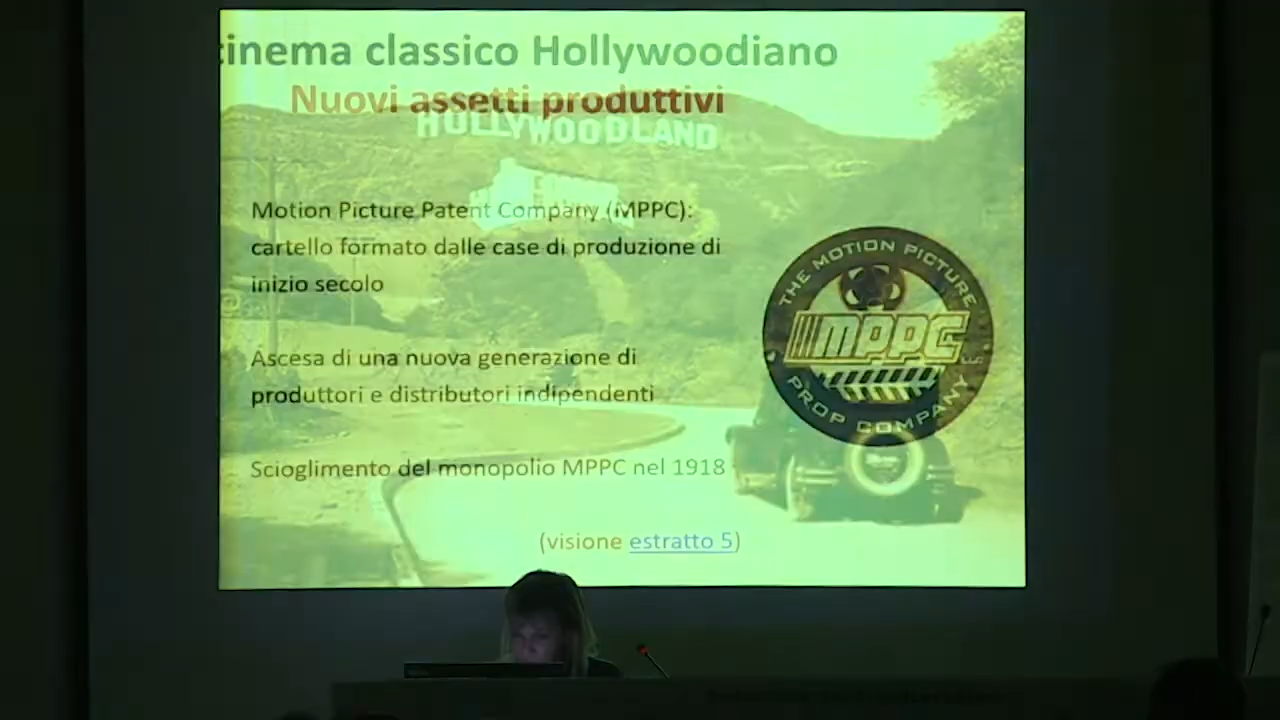 cinema classico Hollywoodiano
Nuovi assetti produttivi
HOLLYWOODLAND
Motion Picture Patent Company (MPPC):
cartello formato dalle case di produzione di
inizio secolo
THE MOTION PICTURE
MPPC
PROP COMPANY
Ascesa di una nuova generazione di
produttori e distributori indipendenti
Scioglimento del monopolio MPPC nel 1918
(visione estratto 5)